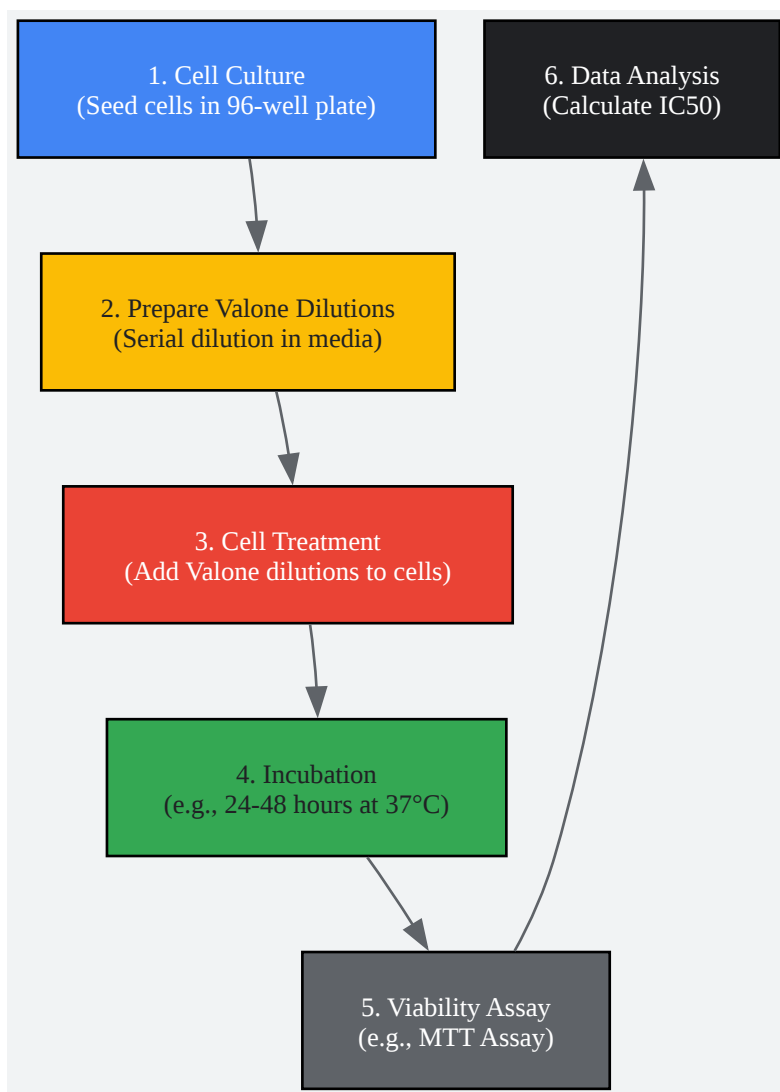 1. Cell Culture
(Seed cells in 96-well plate)
2. Prepare Valone Dilutions
(Serial dilution in media)
3. Cell Treatment
(Add Valone dilutions to cells)
4. Incubation
(e.g., 24-48 hours at 37°C)
5. Viability Assay
(e.g., MTT Assay)
6. Data Analysis
(Calculate IC50)